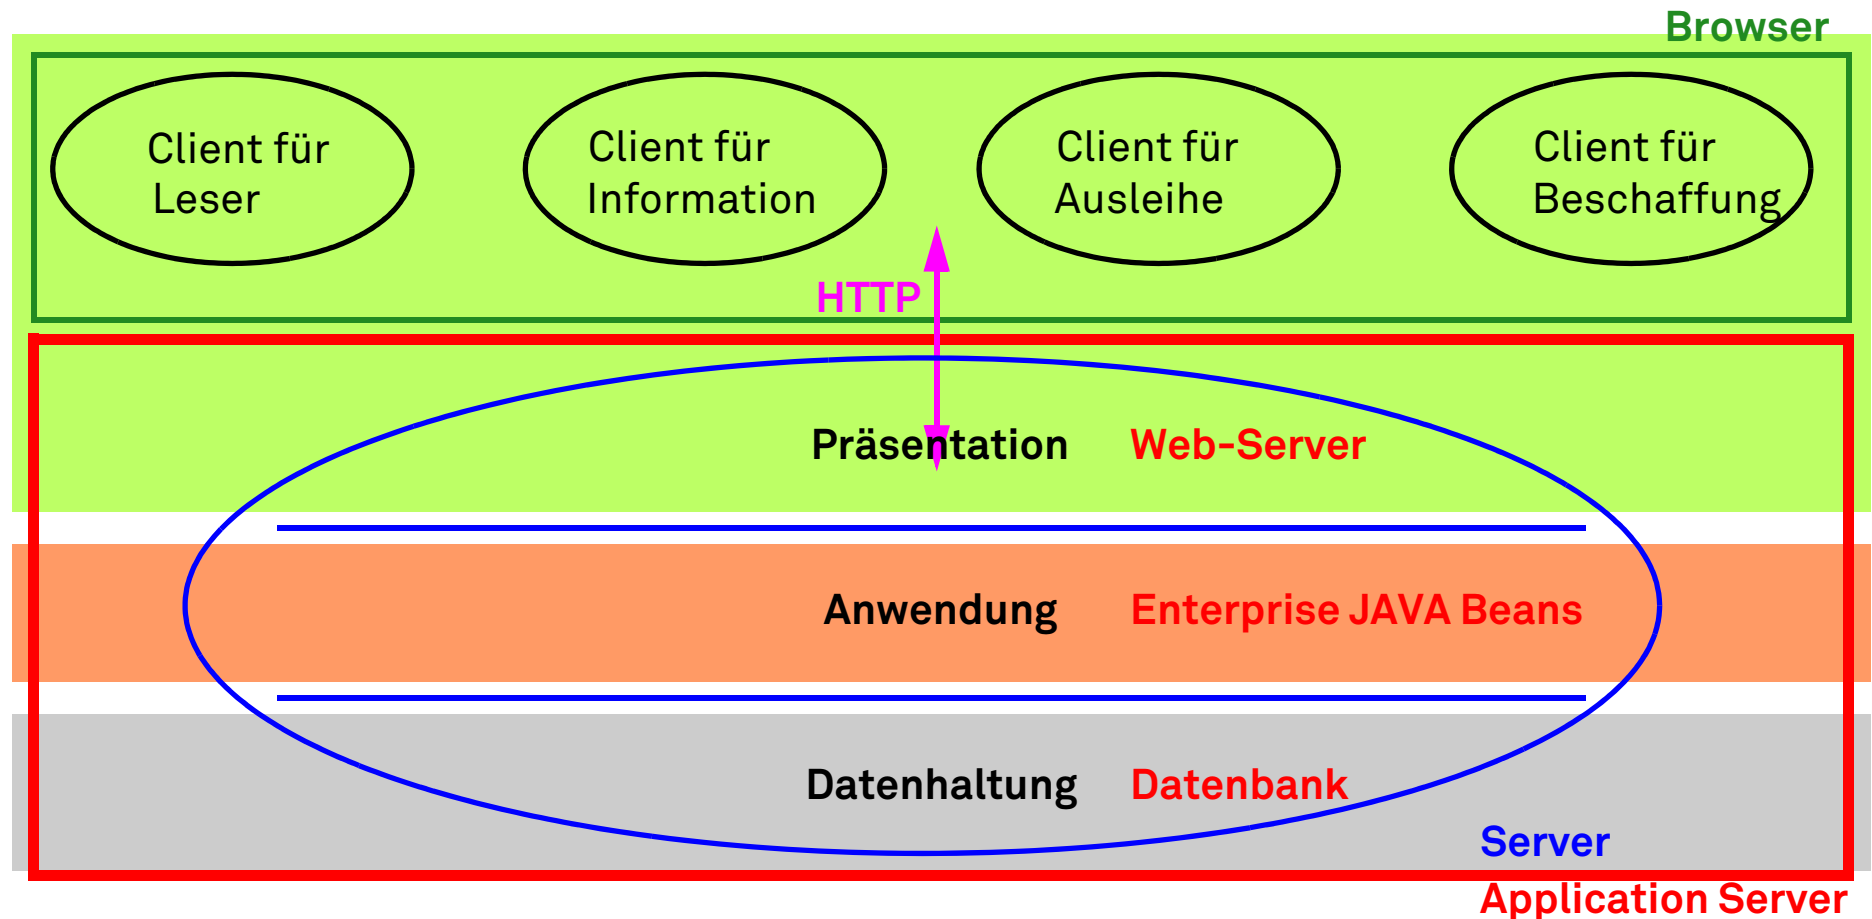 Browser
Client für
Leser
Client für
Information
Client für
Ausleihe
Client für
Beschaffung
HTTP
Präsentation Web-Server
Anwendung Enterprise JAVA Beans
Datenhaltung Datenbank
Server
Application Server